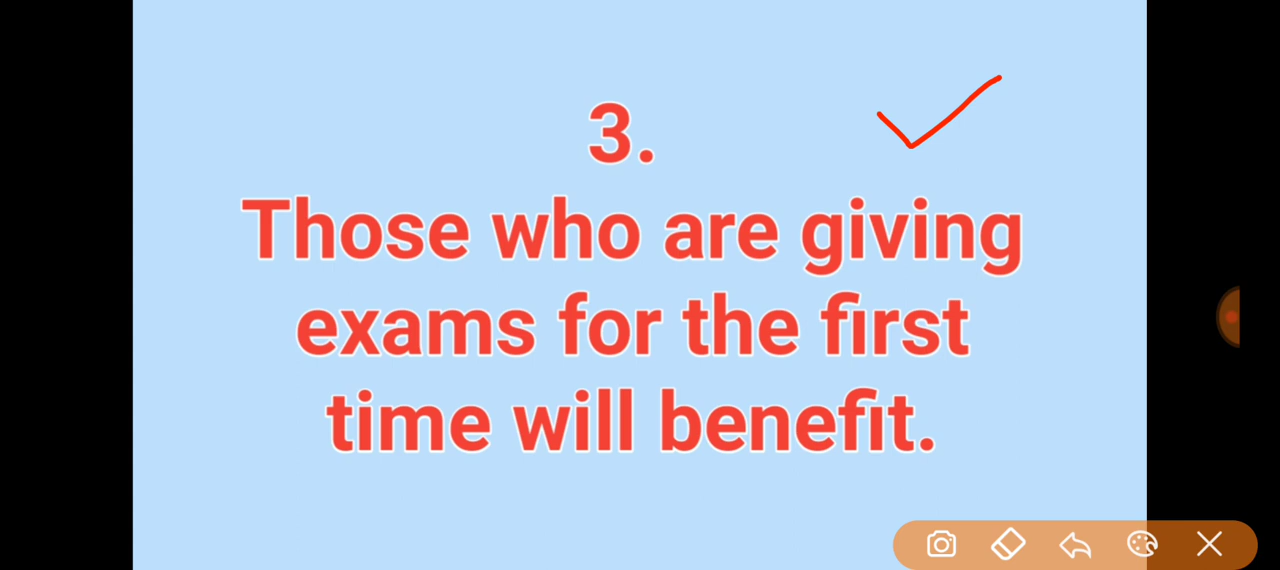 3.
Those who are giving
exams for the first
time will benefit.